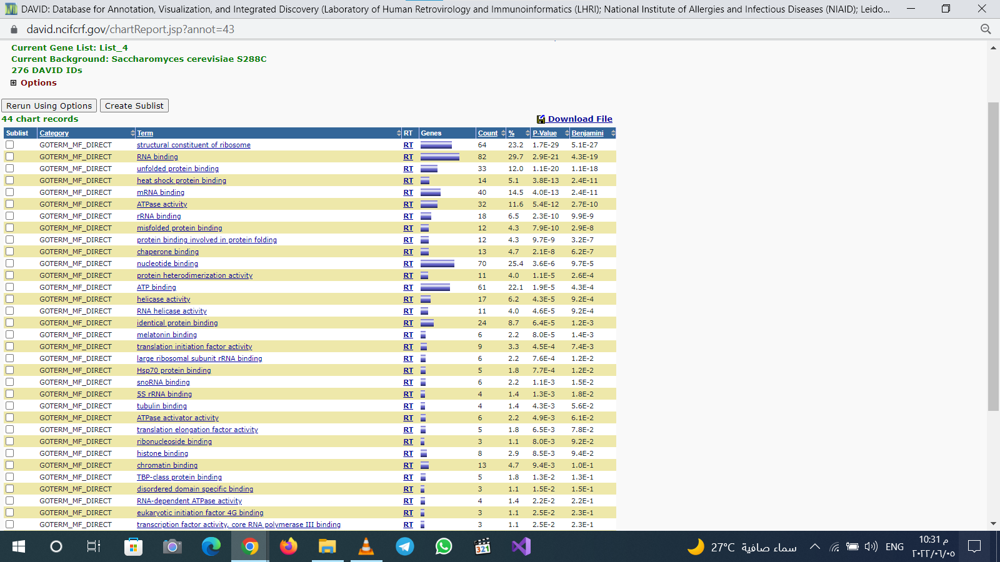 DAVID: Database for Annotation, Visualization, and Integrated Discovery (Laboratory of Human Retrovirology and Immunoinformatics (LHRI); National Institute of Allergies and Infectious Diseases (NIAID); Leido...
david.ncifcrf.gov/chartReport.jsp?annot=43
Current Gene List: List_4
Current Background: Saccharomyces cerevisiae S288C
276 DAVID IDs
Options
Rerun Using Options Create Sublist
44 chart records Download File
Sublist Category Term RT Genes Count % P-Value Benjamini
GOTERM_MF_DIRECT structural constituent of ribosome RT 64 23.2 1.7E-29 5.1E-27
GOTERM_MF_DIRECT RNA binding RT 82 29.7 2.9E-21 4.3E-19
GOTERM_MF_DIRECT unfolded protein binding RT 33 12.0 1.1E-20 1.1E-18
GOTERM_MF_DIRECT heat shock protein binding RT 14 5.1 3.8E-13 2.4E-11
GOTERM_MF_DIRECT mRNA binding RT 40 14.5 4.0E-13 2.4E-11
GOTERM_MF_DIRECT ATPase activity RT 32 11.6 5.4E-12 2.7E-10
GOTERM_MF_DIRECT rRNA binding RT 18 6.5 2.3E-10 9.9E-9
GOTERM_MF_DIRECT misfolded protein binding RT 12 4.3 7.9E-10 2.9E-8
GOTERM_MF_DIRECT protein binding involved in protein folding RT 12 4.3 9.7E-9 3.2E-7
GOTERM_MF_DIRECT chaperone binding RT 13 4.7 2.1E-8 6.2E-7
GOTERM_MF_DIRECT nucleotide binding RT 70 25.4 3.6E-6 9.7E-5
GOTERM_MF_DIRECT protein heterodimerization activity RT 11 4.0 1.1E-5 2.6E-4
GOTERM_MF_DIRECT ATP binding RT 61 22.1 1.9E-5 4.3E-4
GOTERM_MF_DIRECT helicase activity RT 17 6.2 4.3E-5 9.2E-4
GOTERM_MF_DIRECT RNA helicase activity RT 11 4.0 4.6E-5 9.2E-4
GOTERM_MF_DIRECT identical protein binding RT 24 8.7 6.4E-5 1.2E-3
GOTERM_MF_DIRECT melatonin binding RT 6 2.2 8.0E-5 1.4E-3
GOTERM_MF_DIRECT translation initiation factor activity RT 9 3.3 4.5E-4 7.4E-3
GOTERM_MF_DIRECT large ribosomal subunit rRNA binding RT 6 2.2 7.6E-4 1.2E-2
GOTERM_MF_DIRECT Hsp70 protein binding RT 5 1.8 7.7E-4 1.2E-2
GOTERM_MF_DIRECT snoRNA binding RT 6 2.2 1.1E-3 1.5E-2
GOTERM_MF_DIRECT 5S rRNA binding RT 4 1.4 1.3E-3 1.8E-2
GOTERM_MF_DIRECT tubulin binding RT 4 1.4 4.3E-3 5.6E-2
GOTERM_MF_DIRECT ATPase activator activity RT 6 2.2 4.9E-3 6.1E-2
GOTERM_MF_DIRECT translation elongation factor activity RT 5 1.8 6.5E-3 7.8E-2
GOTERM_MF_DIRECT ribonucleoside binding RT 3 1.1 8.0E-3 9.2E-2
GOTERM_MF_DIRECT histone binding RT 8 2.9 8.5E-3 9.4E-2
GOTERM_MF_DIRECT chromatin binding RT 13 4.7 9.4E-3 1.0E-1
GOTERM_MF_DIRECT TBP-class protein binding RT 5 1.8 1.3E-2 1.3E-1
GOTERM_MF_DIRECT disordered domain specific binding RT 3 1.1 1.5E-2 1.5E-1
GOTERM_MF_DIRECT RNA-dependent ATPase activity RT 4 1.4 2.2E-2 2.2E-1
GOTERM_MF_DIRECT eukaryotic initiation factor 4G binding RT 3 1.1 2.5E-2 2.3E-1
GOTERM_MF_DIRECT transcription factor activity, core RNA polymerase III binding RT 3 1.1 2.5E-2 2.3E-1
321 27°C سماء صافية ENG 10:31 م
٢٠٢٢/٠٦/٠٥